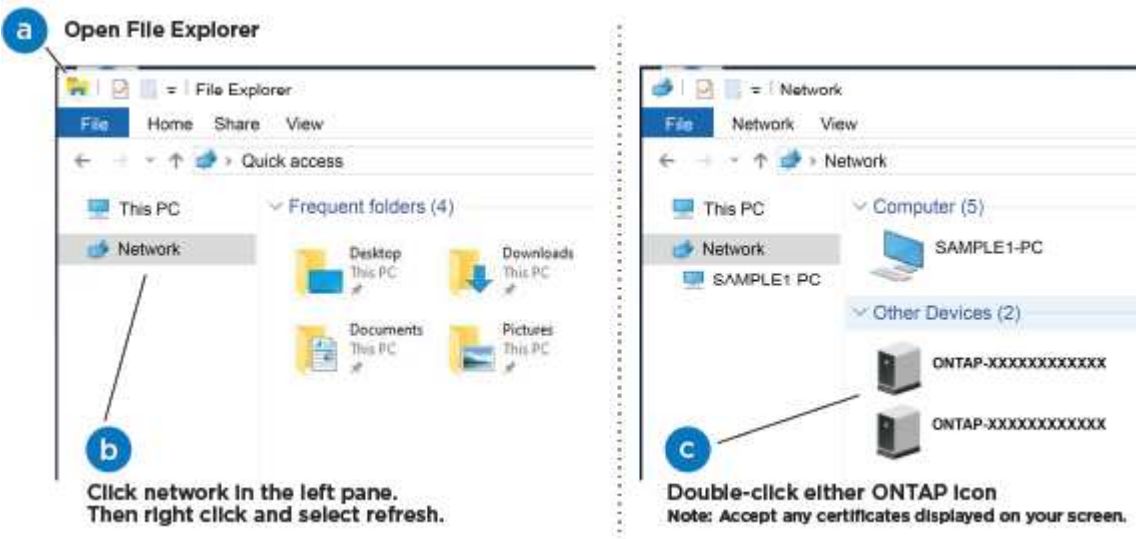 a
Open File Explorer
File Explorer
File Home Share View
Quick access
This PC
Network
Frequent folders (4)
Desktop
This PC
Downloads
This PC
Documents
This PC
Pictures
This PC
b
Click network in the left pane.
Then right click and select refresh.
Network
File Network View
Network
This PC
Network
SAMPLE1 PC
Computer (5)
SAMPLE1-PC
Other Devices (2)
ONTAP-XXXXXXXXXXXX
ONTAP-XXXXXXXXXXXX
c
Double-click either ONTAP icon
Note: Accept any certificates displayed on your screen.